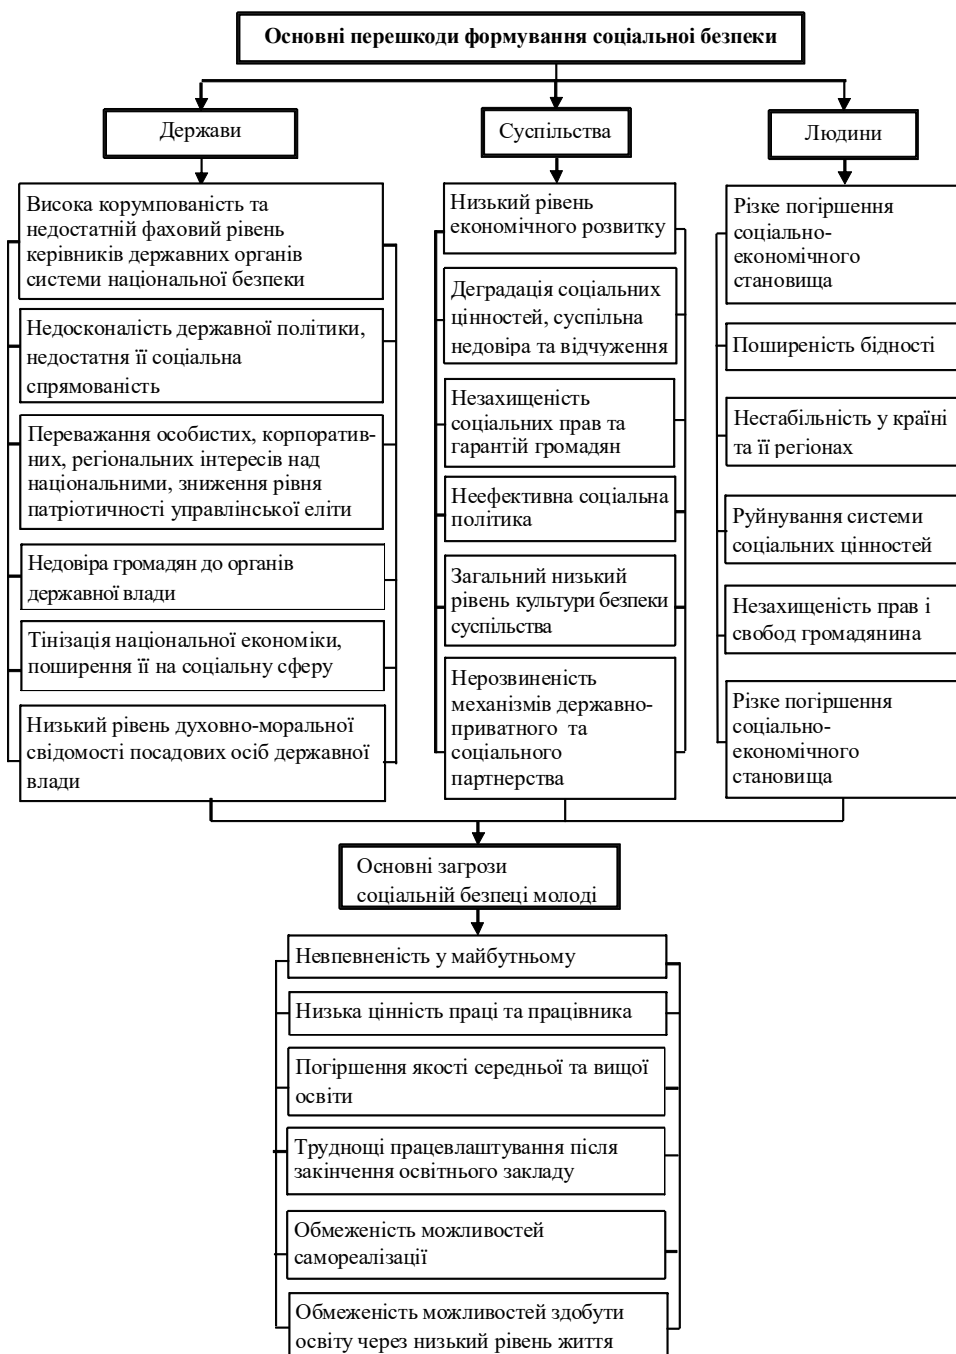 Основні перешкоди формування соціальноі безпеки
Держави
Суспільства
Людини
Висока корумпованість та
недостатній фаховий рівень
керівників державних органів
системи національної безпеки
Недосконалість державної політики,
недостатня її соціальна
спрямованість
Переважання особистих, корпоратив-
них, регіональних інтересів над
національними, зниження рівня
патріотичності управлінської еліти
Недовіра громадян до органів
державної влади
Тінізація національної економіки,
поширення її на соціальну сферу
Низький рівень духовно-моральної
свідомості посадових осіб державної
влади
Низький рівень
економічного розвитку
Деградація соціальних
цінностей, суспільна
недовіра та відчуження
Незахищеність
соціальних прав та
гарантій громадян
Неефективна соціальна
політика
Загальний низький
рівень культури безпеки
суспільства
Нерозвиненість
механізмів державно-
приватного та
соціального
партнерства
Різке погіршення
соціально-
економічного
становища
Поширеність бідності
Нестабільність у країні
та її регіонах
Руйнування системи
соціальних цінностей
Незахищеність прав і
свобод громадянина
Різке погіршення
соціально-
економічного
становища
Основні загрози
соціальній безпеці молоді
Невпевненість у майбутньому
Низька цінність праці та працівника
Погіршення якості середньої та вищої
освіти
Труднощі працевлаштування після
закінчення освітнього закладу
Обмеженість можливостей
самореалізації
Обмеженість можливостей здобути
освіту через низький рівень життя